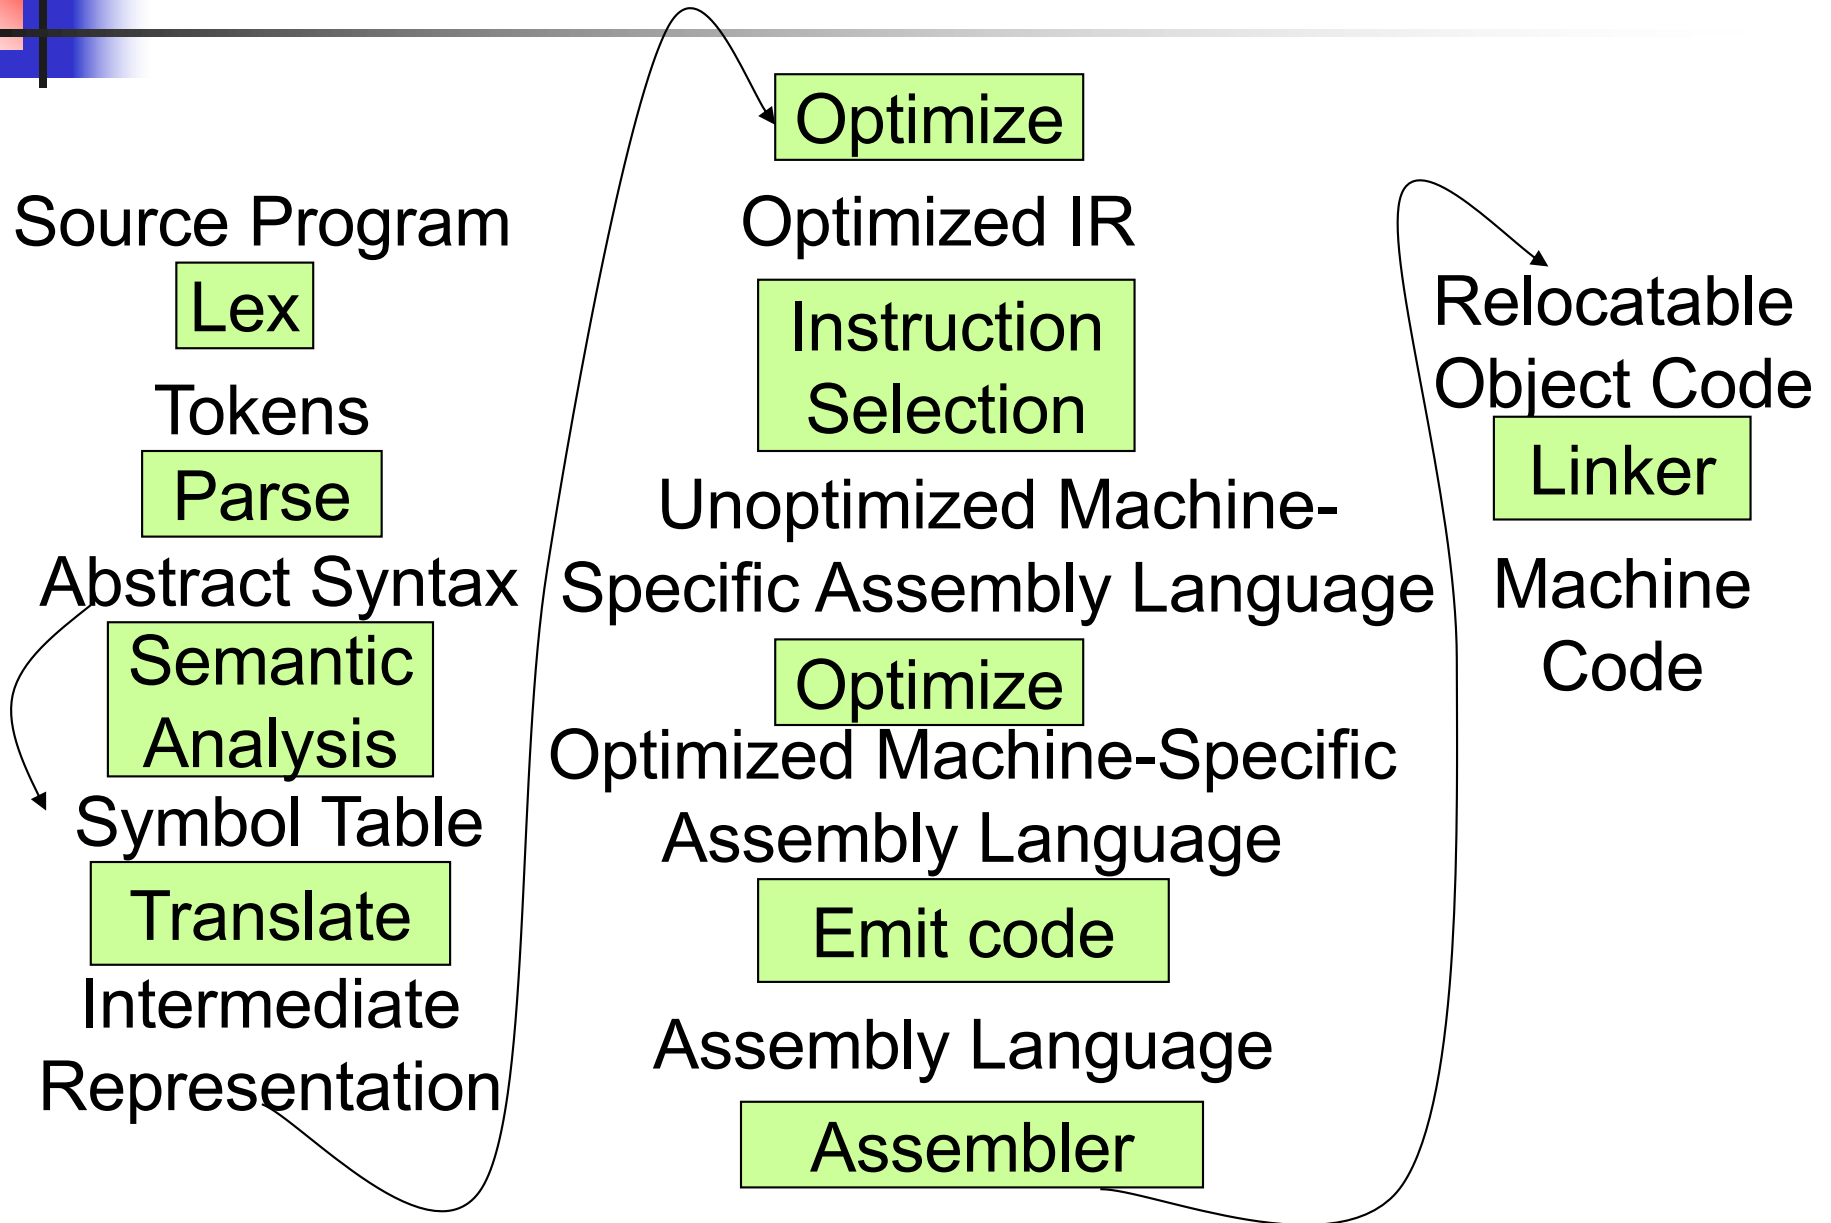 Source Program
Lex
Tokens
Parse
Abstract Syntax
Semantic
Analysis
Symbol Table
Translate
Intermediate
Representation
Optimize
Optimized IR
Instruction
Selection
Unoptimized Machine-
Specific Assembly Language
Optimize
Optimized Machine-Specific
Assembly Language
Emit code
Assembly Language
Assembler
Relocatable
Object Code
Linker
Machine
Code